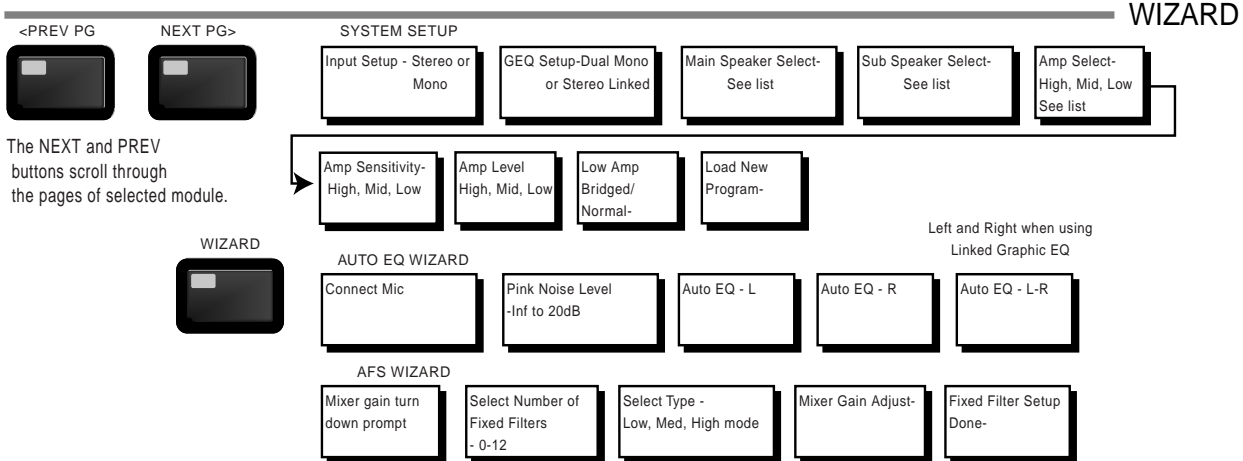 WIZARD
<PREV PG
NEXT PG>
The NEXT and PREV
buttons scroll through
the pages of selected module.
WIZARD
SYSTEM SETUP
Input Setup - Stereo or
Mono
GEQ Setup-Dual Mono
or Stereo Linked
Main Speaker Select-
See list
Sub Speaker Select-
See list
Amp Select-
High, Mid, Low
See list
Amp Sensitivity-
High, Mid, Low
Amp Level
High, Mid, Low
Low Amp
Bridged/
Normal-
Load New
Program-
Left and Right when using
Linked Graphic EQ
AUTO EQ WIZARD
Connect Mic
Pink Noise Level
-Inf to 20dB
Auto EQ - L
Auto EQ - R
Auto EQ - L-R
AFS WIZARD
Mixer gain turn
down prompt
Select Number of
Fixed Filters
- 0-12
Select Type -
Low, Med, High mode
Mixer Gain Adjust-
Fixed Filter Setup
Done-